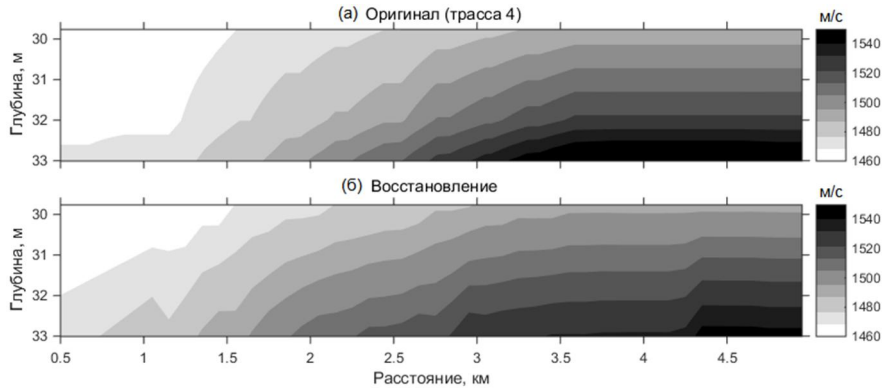 (а) Оригинал (трасса 4)
м/с
30
31
32
33
Глубина, м
1540
1520
1500
1480
1460
(б) Восстановление
м/с
30
31
32
33
Глубина, м
1540
1520
1500
1480
1460
0.5 1 1.5 2 2.5 3 3.5 4 4.5
Расстояние, км